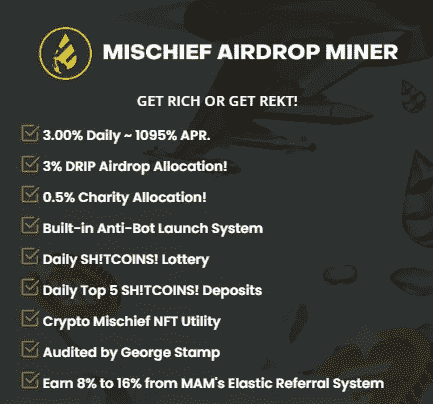 MISCHIEF AIRDROP MINER
GET RICH OR GET REKT!
3.00% Daily ~ 1095% APR.
3% DRIP Airdrop Allocation!
0.5% Charity Allocation!
Built-in Anti-Bot Launch System
Daily SH!TCOINS! Lottery
Daily Top 5 SH!TCOINS! Deposits
Crypto Mischief NFT Utility
Audited by George Stamp
Earn 8% to 16% from MAM's Elastic Referral System